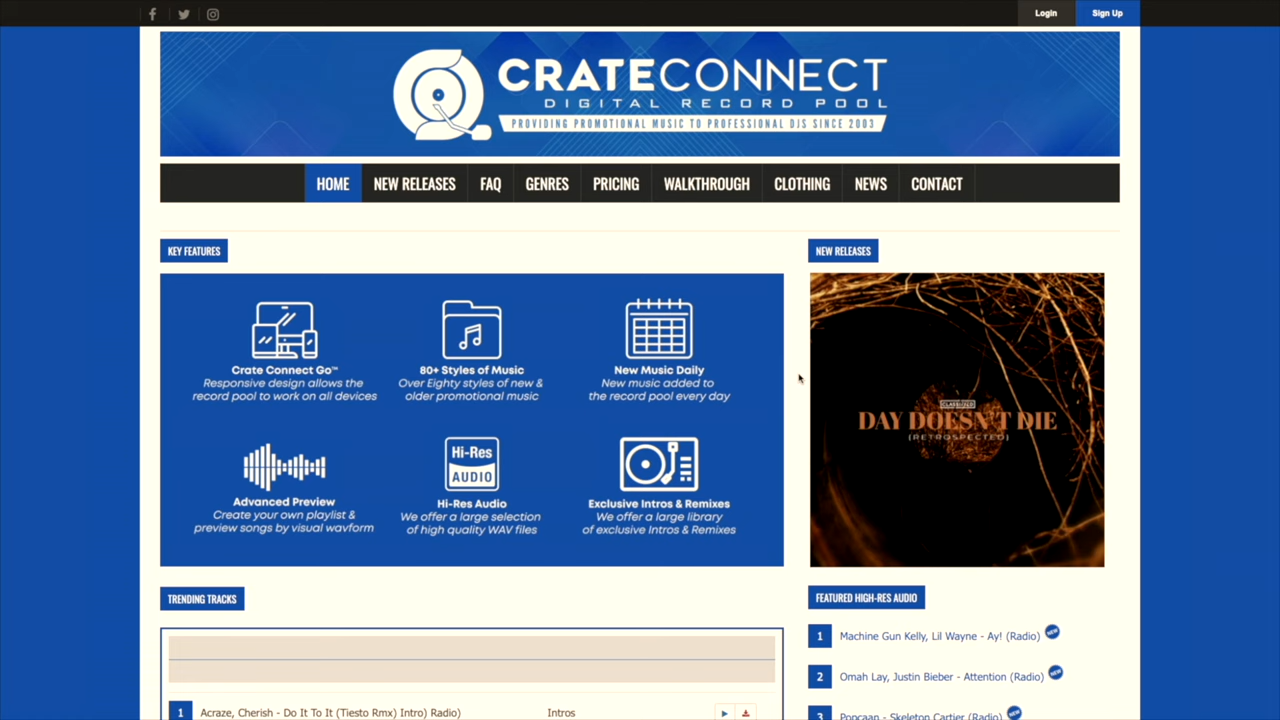 Login
Sign Up
CRATECONNECT
DIGITAL RECORD POOL
PROVIDING PROMOTIONAL MUSIC TO PROFESSIONAL DJS SINCE 2003
HOME
NEW RELEASES
FAQ
GENRES
PRICING
WALKTHROUGH
CLOTHING
NEWS
CONTACT
KEY FEATURES
Crate Connect Go™
Responsive design allows the
record pool to work on all devices
80+ Styles of Music
Over Eighty styles of new &
older promotional music
New Music Daily
New music added to
the record pool every day
Advanced Preview
Create your own playlist &
preview songs by visual wavform
Hi-Res
AUDIO
Hi-Res Audio
We offer a large selection
of high quality WAV files
Exclusive Intros & Remixes
We offer a large library
of exclusive Intros & Remixes
TRENDING TRACKS
1 Acraze, Cherish - Do It To It (Tiesto Rmx) Intro) Radio) Intros
NEW RELEASES
CLASSIFIED
DAY DOESN'T DIE
(RETROSPECTED)
FEATURED HIGH-RES AUDIO
1 Machine Gun Kelly, Lil Wayne - Ay! (Radio) NEW
2 Omah Lay, Justin Bieber - Attention (Radio) NEW
3 Popcaan - Skeleton Cartier (Radio) NEW